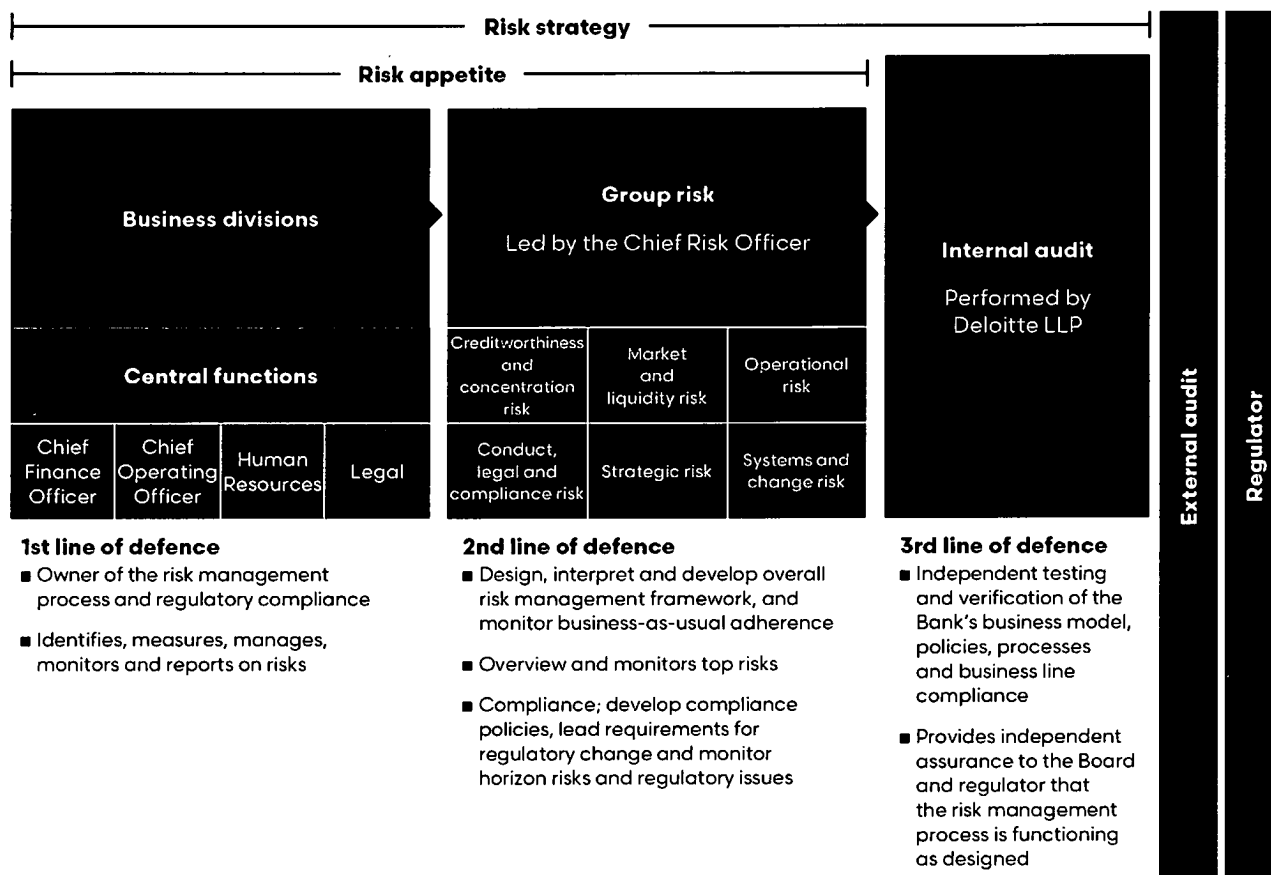 Risk strategy
Risk appetite
Business divisions
Central functions
Chief
Finance
Officer
Chief
Operating
Officer
Human
Resources
Legal
Group risk
Led by the Chief Risk Officer
Creditworthiness
and
concentration
risk
Market
and
liquidity risk
Operational
risk
Conduct,
legal and
compliance risk
Strategic risk
Systems and
change risk
Internal audit
Performed by
Deloitte LLP
External audit
Regulator
1st line of defence
■ Owner of the risk management
process and regulatory compliance
■ Identifies, measures, manages,
monitors and reports on risks
2nd line of defence
■ Design, interpret and develop overall
risk management framework, and
monitor business-as-usual adherence
■ Overview and monitors top risks
■ Compliance; develop compliance
policies, lead requirements for
regulatory change and monitor
horizon risks and regulatory issues
3rd line of defence
■ Independent testing
and verification of the
Bank's business model,
policies, processes
and business line
compliance
■ Provides independent
assurance to the Board
and regulator that
the risk management
process is functioning
as designed